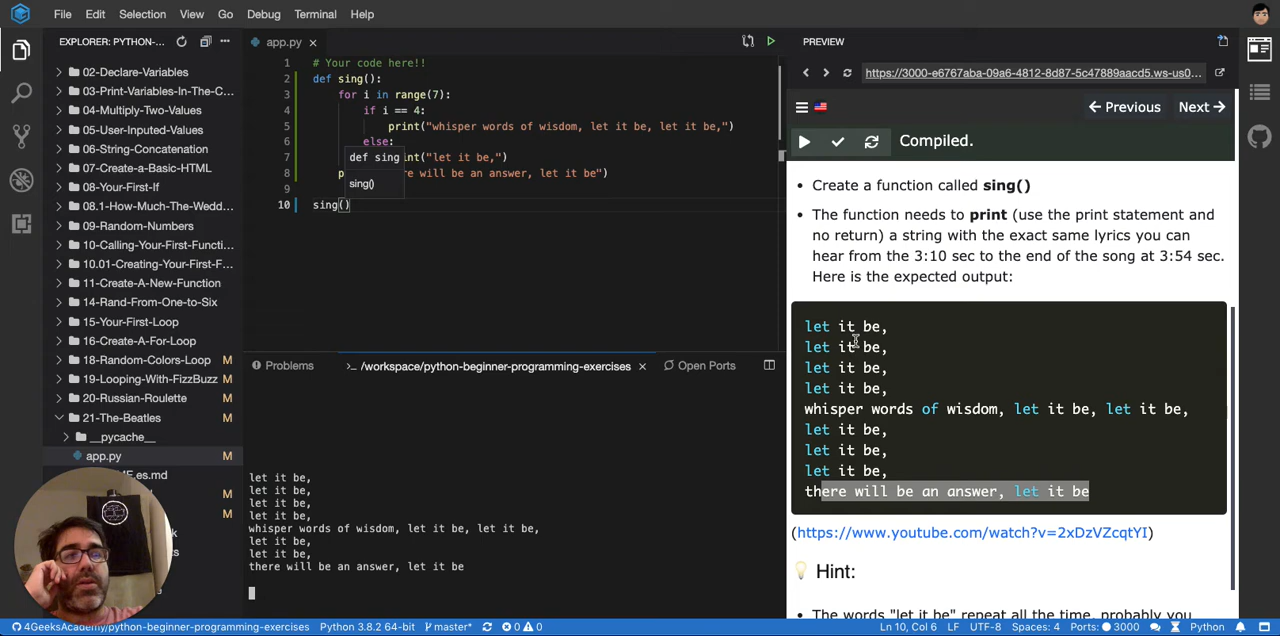 File Edit Selection View Go Debug Terminal Help
EXPLORER: PYTHON-...
02-Declare-Variables
03-Print-Variables-In-The-C...
04-Multiply-Two-Values
05-User-Inputed-Values
06-String-Concatenation
07-Create-a-Basic-HTML
08-Your-First-If
08.1-How-Much-The-Wedd...
09-Random-Numbers
10-Calling-Your-First-Functi...
10.01-Creating-Your-First-F...
11-Create-A-New-Function
14-Rand-From-One-to-Six
15-Your-First-Loop
16-Create-A-For-Loop
18-Random-Colors-Loop M
19-Looping-With-FizzBuzz M
20-Russian-Roulette M
21-The-Beatles M
__pycache__
app.py M
ME.es.md
M
M
app.py
1 # Your code here!!
2 def sing():
3 for i in range(7):
4 if i == 4:
5 print("whisper words of wisdom, let it be, let it be,")
6 else:
7 nt("let it be,")
8 p re will be an answer, let it be")
9
10 sing()
def sing
sing()
Problems
/workspace/python-beginner-programming-exercises
Open Ports
let it be,
let it be,
let it be,
let it be,
whisper words of wisdom, let it be, let it be,
let it be,
let it be,
there will be an answer, let it be
PREVIEW
https://3000-e6767aba-09a6-4812-8d87-5c47889aacd5.ws-us0...
Previous Next
Compiled.
• Create a function called sing()
• The function needs to print (use the print statement and
no return) a string with the exact same lyrics you can
hear from the 3:10 sec to the end of the song at 3:54 sec.
Here is the expected output:
let it be,
let it be,
let it be,
let it be,
whisper words of wisdom, let it be, let it be,
let it be,
let it be,
let it be,
there will be an answer, let it be
(https://www.youtube.com/watch?v=2xDzVZcqtYI)
Hint:
• The words "let it be" repeat all the time, probably you
4GeeksAcademy/python-beginner-programming-exercises Python 3.8.2 64-bit master* 0 0 Ln 10, Col 6 LF UTF-8 Spaces: 4 Ports: 3000 Python